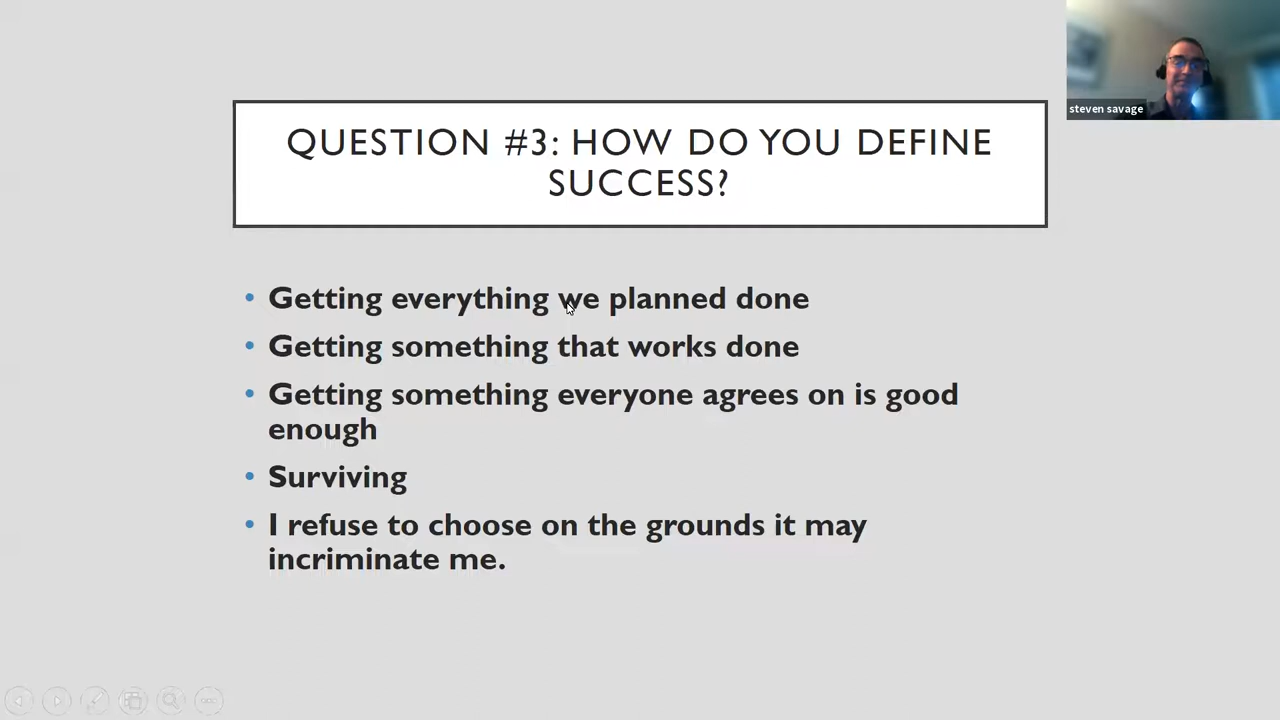 steven savage
QUESTION #3: HOW DO YOU DEFINE
SUCCESS?
• Getting everything we planned done
• Getting something that works done
• Getting something everyone agrees on is good
enough
• Surviving
• I refuse to choose on the grounds it may
incriminate me.